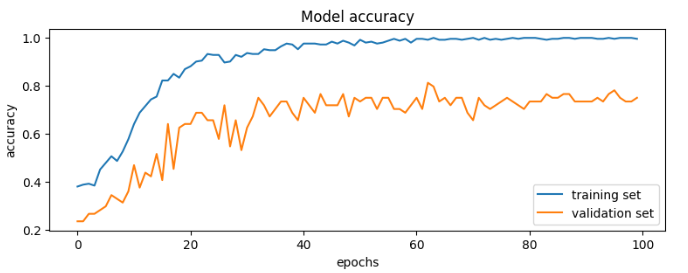 Model accuracy
accuracy
1.0
0.8
0.6
0.4
0.2
training set
validation set
0 20 40 60 80 100
epochs